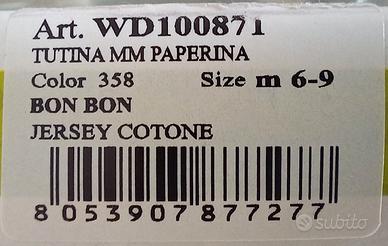 Art. WD100871
TUTINA MM PAPERINA
Color 358 Size m 6-9
BON BON
JERSEY COTONE
8 053907 877277
subito